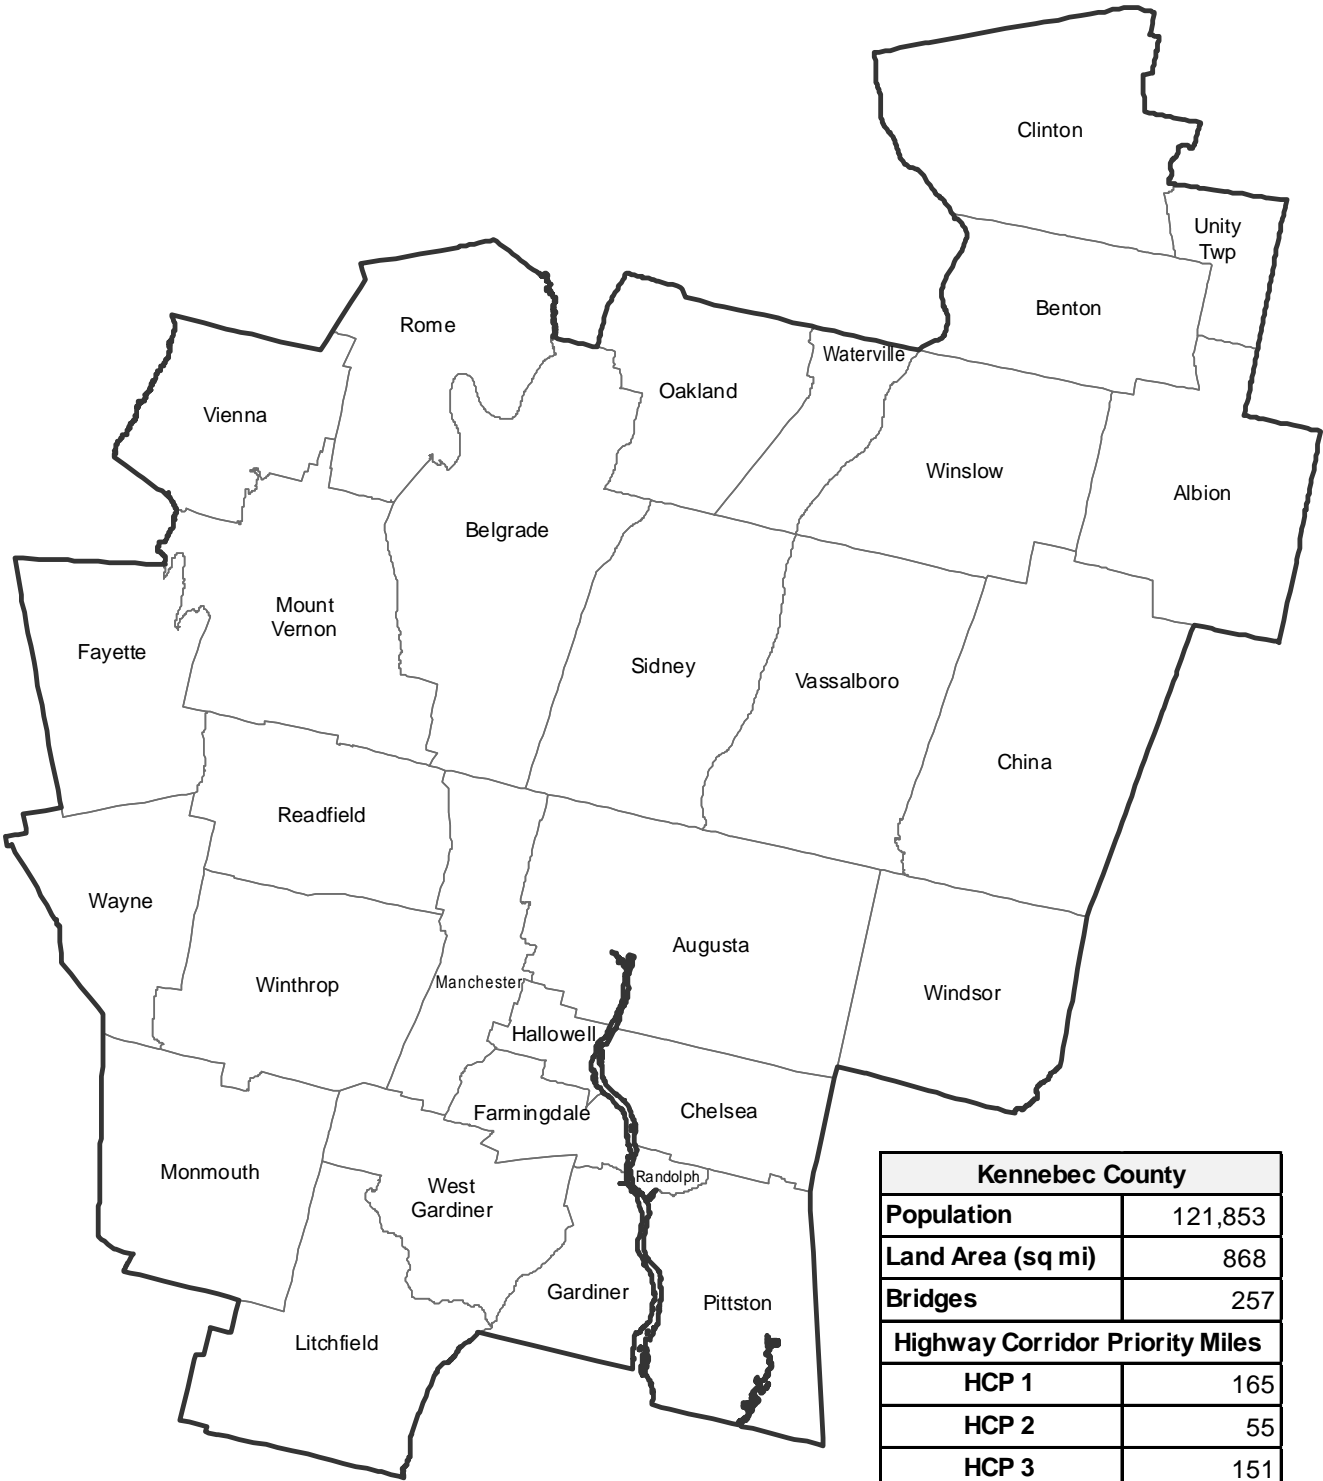 Clinton
Unity
Twp
Benton
Rome
Waterville
Oakland
Vienna
Winslow
Albion
Belgrade
Mount
Vernon
Fayette
Sidney
Vassalboro
China
Readfield
Wayne
Augusta
Winthrop
Manchester
Windsor
Hallowell
Farmingdale
Chelsea
Monmouth
Randolph
West
Gardiner
Gardiner
Pittston
Litchfield
Kennebec County
Population 121,853
Land Area (sq mi) 868
Bridges 257
Highway Corridor Priority Miles
HCP 1 165
HCP 2 55
HCP 3 151